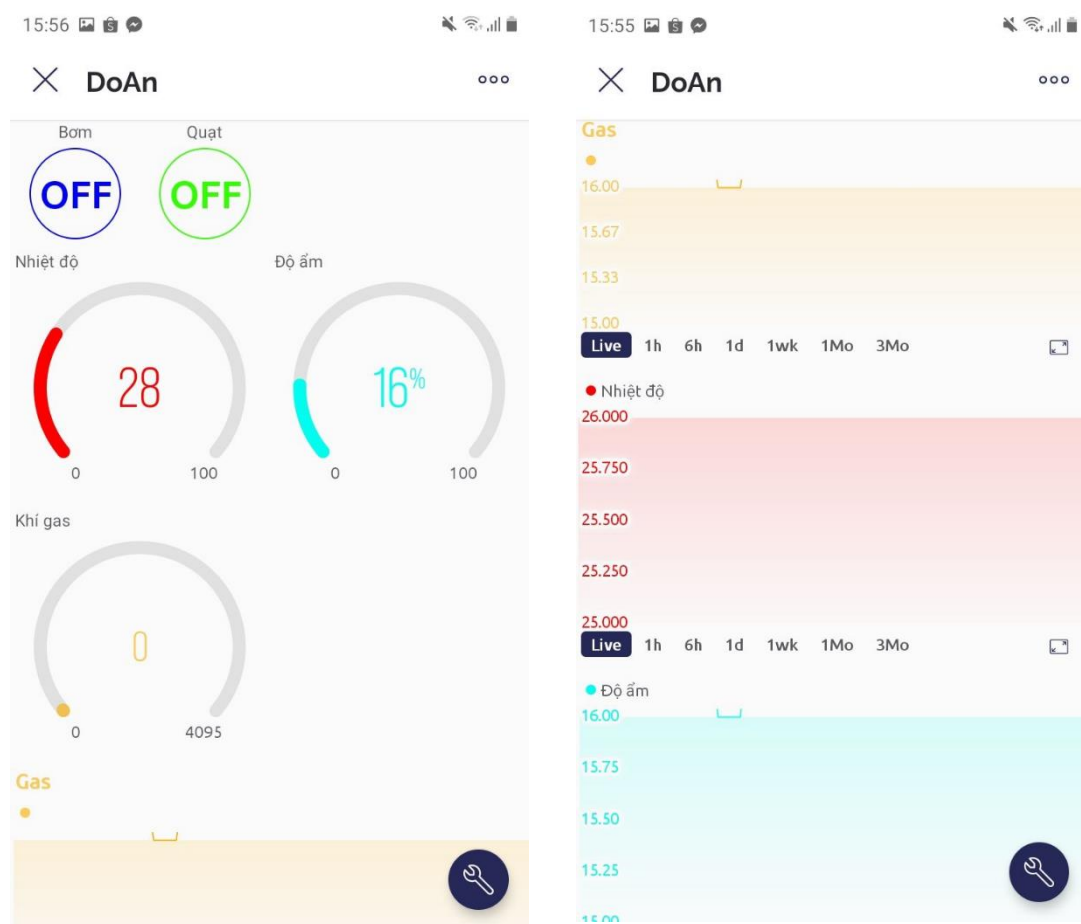 15:56
DoAn
Bơm Quạt
OFF OFF
Nhiệt độ Độ ẩm
28 16%
0 100 0 100
Khí gas
0
0 4095
Gas
15:55
DoAn
Gas
16.00
15.67
15.33
15.00
Live 1h 6h 1d 1wk 1Mo 3Mo
Nhiệt độ
26.000
25.750
25.500
25.250
25.000
Live 1h 6h 1d 1wk 1Mo 3Mo
Độ ẩm
16.00
15.75
15.50
15.25
15.00